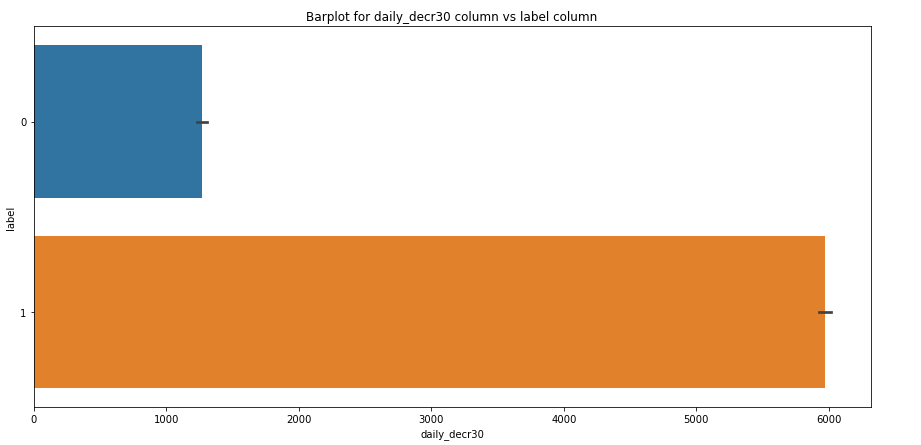 Barplot for daily_decr30 column vs label column
0
label
1
0 1000 2000 3000 4000 5000 6000
daily_decr30